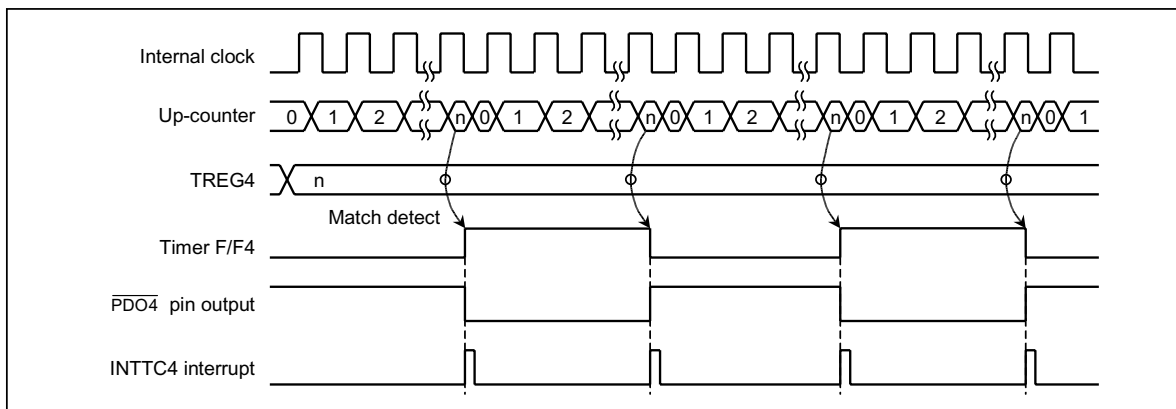 Internal clock
Up-counter 0 1 2 n 0 1 2 n 0 1 2 n 0 1 2 n 0 1
TREG4 n
Match detect
Timer F/F4
PDO4 pin output
INTTC4 interrupt